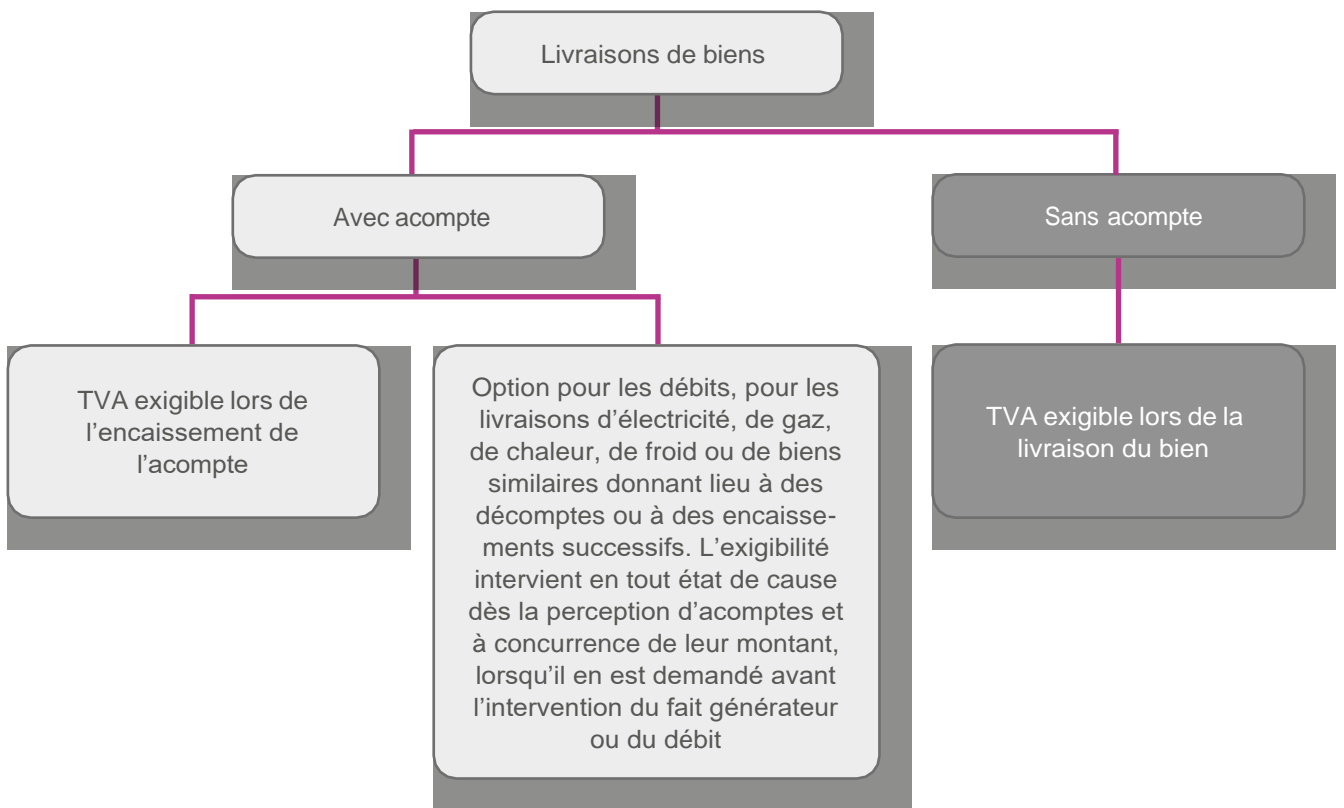 Livraisons de biens
Avec acompte
Sans acompte
TVA exigible lors de
l’encaissement de
l’acompte
Option pour les débits, pour les
livraisons d’électricité, de gaz,
de chaleur, de froid ou de biens
similaires donnant lieu à des
décomptes ou à des encaisse-
ments successifs. L’exigibilité
intervient en tout état de cause
dès la perception d’acomptes et
à concurrence de leur montant,
lorsqu’il en est demandé avant
l’intervention du fait générateur
ou du débit
TVA exigible lors de la
livraison du bien